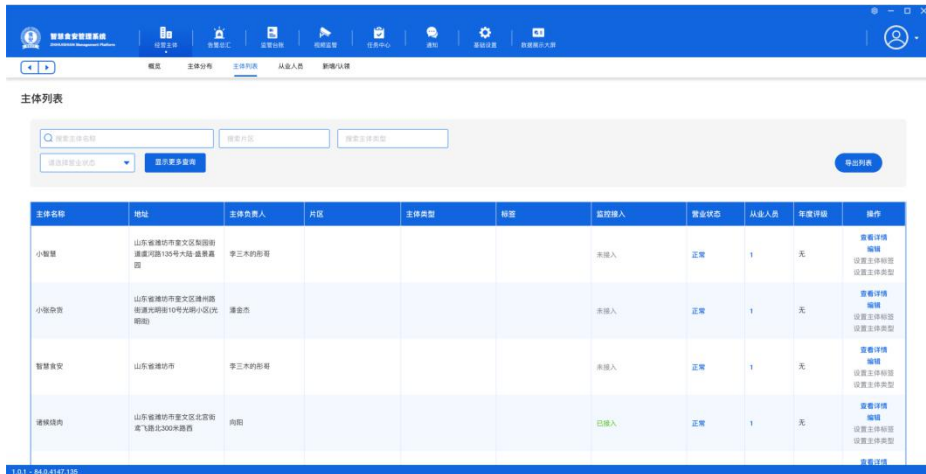 智慧食安管理系统
经营主体
告警总汇
监管台账
视频监管
任务中心
通知
基础设置
数据展示大屏
概览
主体分布
主体列表
从业人员
新增/认领
主体列表
搜索主体名称
搜索片区
搜索主体类型
请选择营业状态
显示更多查询
导出列表
主体名称 地址 主体负责人 片区 主体类型 标签 监控接入 营业状态 从业人员 年度评级 操作
小智慧
山东省潍坊市奎文区梨园街
道虞河路135号大陆·盛景嘉
园
李三木的彤哥
未接入
正常
1
无
查看详情
编辑
设置主体标签
设置主体类型
小张杂货
山东省潍坊市奎文区潍州路
街道光明街10号光明小区(光
明街)
潘金杰
未接入
正常
1
无
查看详情
编辑
设置主体标签
设置主体类型
智慧食安
山东省潍坊市
李三木的彤哥
未接入
正常
1
无
查看详情
编辑
设置主体标签
设置主体类型
诸候烧肉
山东省潍坊市奎文区北宫街
鸢飞路北300米路西
向阳
已接入
正常
1
无
查看详情
编辑
设置主体标签
设置主体类型
查看详情
1.0.1 - 84.0.4147.135